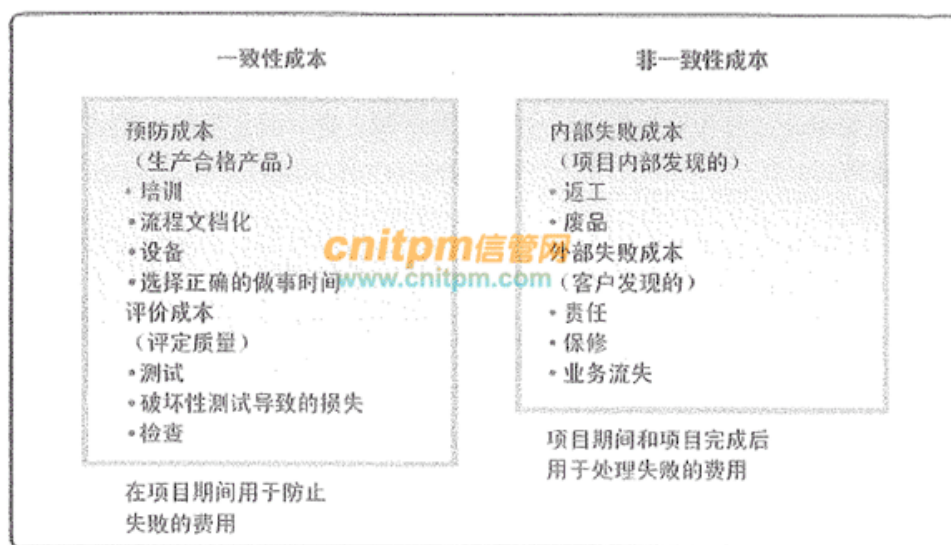 一致性成本
预防成本
（生产合格产品）
•培训
•流程文档化
•设备
•选择正确的做事时间
评价成本
（评定质量）
•测试
•破坏性测试导致的损失
•检查
在项目期间用于防止
失败的费用
非一致性成本
内部失败成本
（项目内部发现的）
•返工
•废品
外部失败成本
（客户发现的）
•责任
•保修
•业务流失
项目期间和项目完成后
用于处理失败的费用
cnitpm信管网
www.cnitpm.com